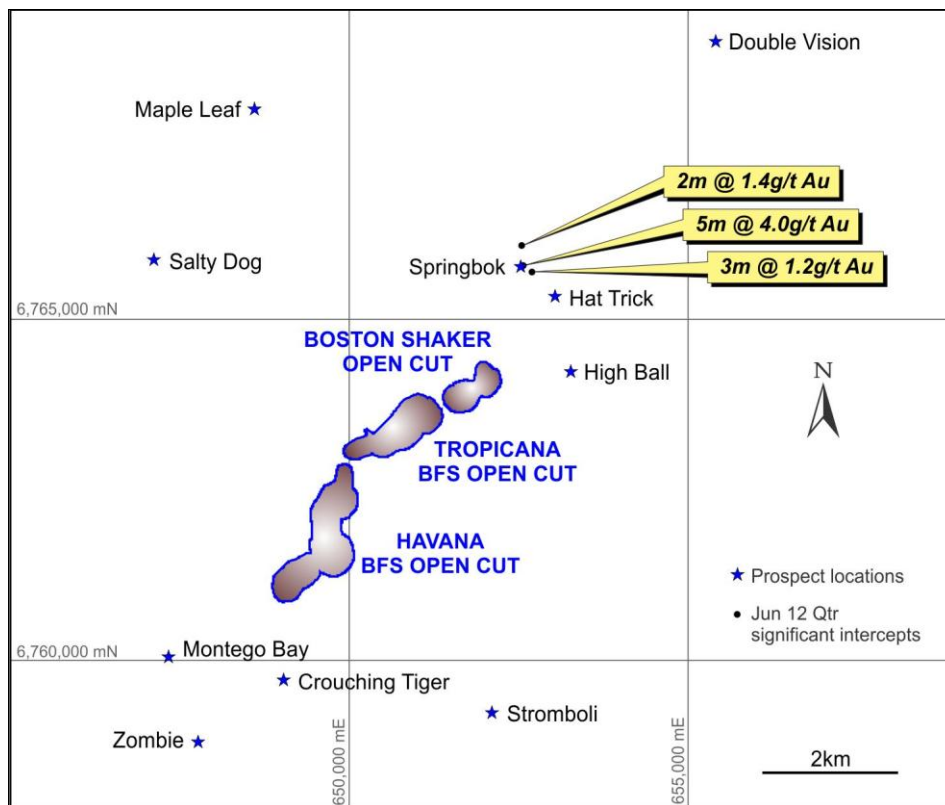 Double Vision
Maple Leaf
2m @ 1.4g/t Au
5m @ 4.0g/t Au
3m @ 1.2g/t Au
Salty Dog
Springbok
Hat Trick
6,765,000 mN
BOSTON SHAKER
OPEN CUT
High Ball
N
TROPICANA
BFS OPEN CUT
HAVANA
BFS OPEN CUT
Prospect locations
Jun 12 Qtr
significant intercepts
6,760,000 mN
Montego Bay
Crouching Tiger
Stromboli
Zombie
650,000 mE
655,000 mE
2km